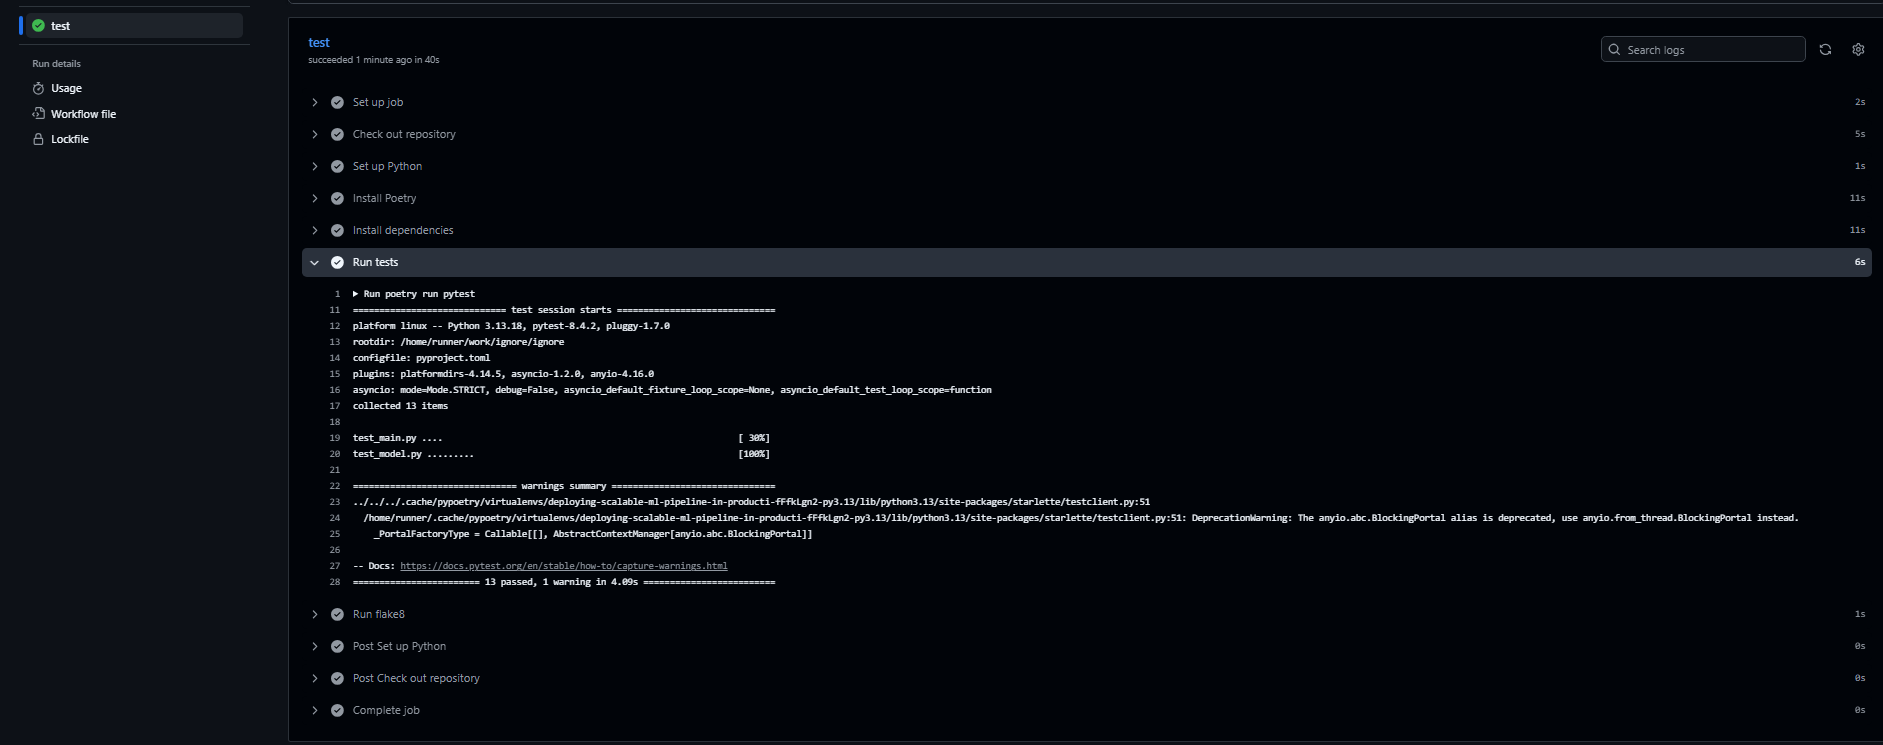 test
Run details
Usage
Workflow file
Lockfile
test
succeeded 1 minute ago in 40s
Search logs
Set up job 2s
Check out repository 5s
Set up Python 1s
Install Poetry 11s
Install dependencies 11s
Run tests 6s
1 Run poetry run pytest
11 ============================= test session starts ==============================
12 platform linux -- Python 3.13.18, pytest-8.4.2, pluggy-1.7.0
13 rootdir: /home/runner/work/ignore/ignore
14 configfile: pyproject.toml
15 plugins: platformdirs-4.14.5, asyncio-1.2.0, anyio-4.16.0
16 asyncio: mode=Mode.STRICT, debug=False, asyncio_default_fixture_loop_scope=None, asyncio_default_test_loop_scope=function
17 collected 13 items
18
19 test_main.py .... [ 30%]
20 test_model.py ......... [100%]
21
22 =============================== warnings summary ===============================
23 ../../../.cache/pypoetry/virtualenvs/deploying-scalable-ml-pipeline-in-producti-fFfkLgn2-py3.13/lib/python3.13/site-packages/starlette/testclient.py:51
24 /home/runner/.cache/pypoetry/virtualenvs/deploying-scalable-ml-pipeline-in-producti-fFfkLgn2-py3.13/lib/python3.13/site-packages/starlette/testclient.py:51: DeprecationWarning: The anyio.abc.BlockingPortal alias is deprecated, use anyio.from_thread.BlockingPortal instead.
25 _PortalFactoryType = Callable[[], AbstractContextManager[anyio.abc.BlockingPortal]]
26
27 -- Docs: https://docs.pytest.org/en/stable/how-to/capture-warnings.html
28 ======================== 13 passed, 1 warning in 4.09s =========================
Run flake8 1s
Post Set up Python 0s
Post Check out repository 0s
Complete job 0s